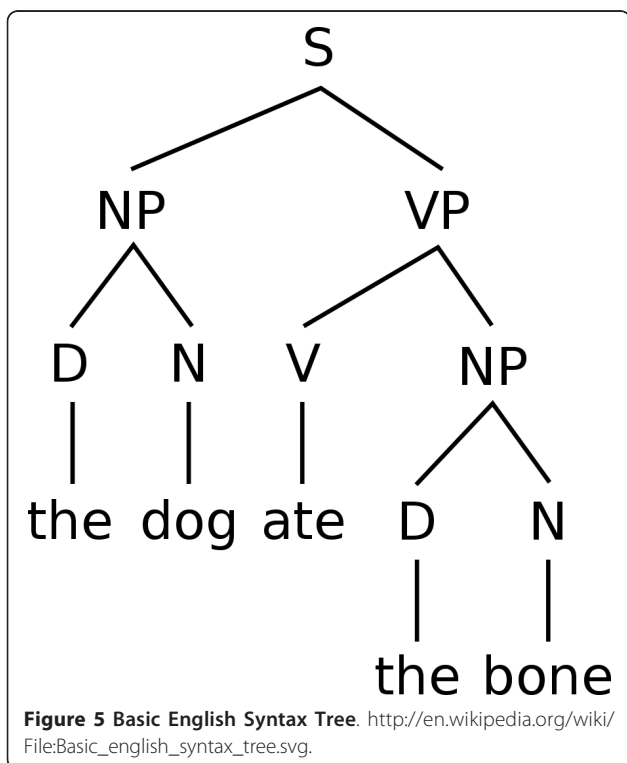 S
NP VP
D N V NP
the dog ate D N
the bone
Figure 5 Basic English Syntax Tree. http://en.wikipedia.org/wiki/
File:Basic_english_syntax_tree.svg.